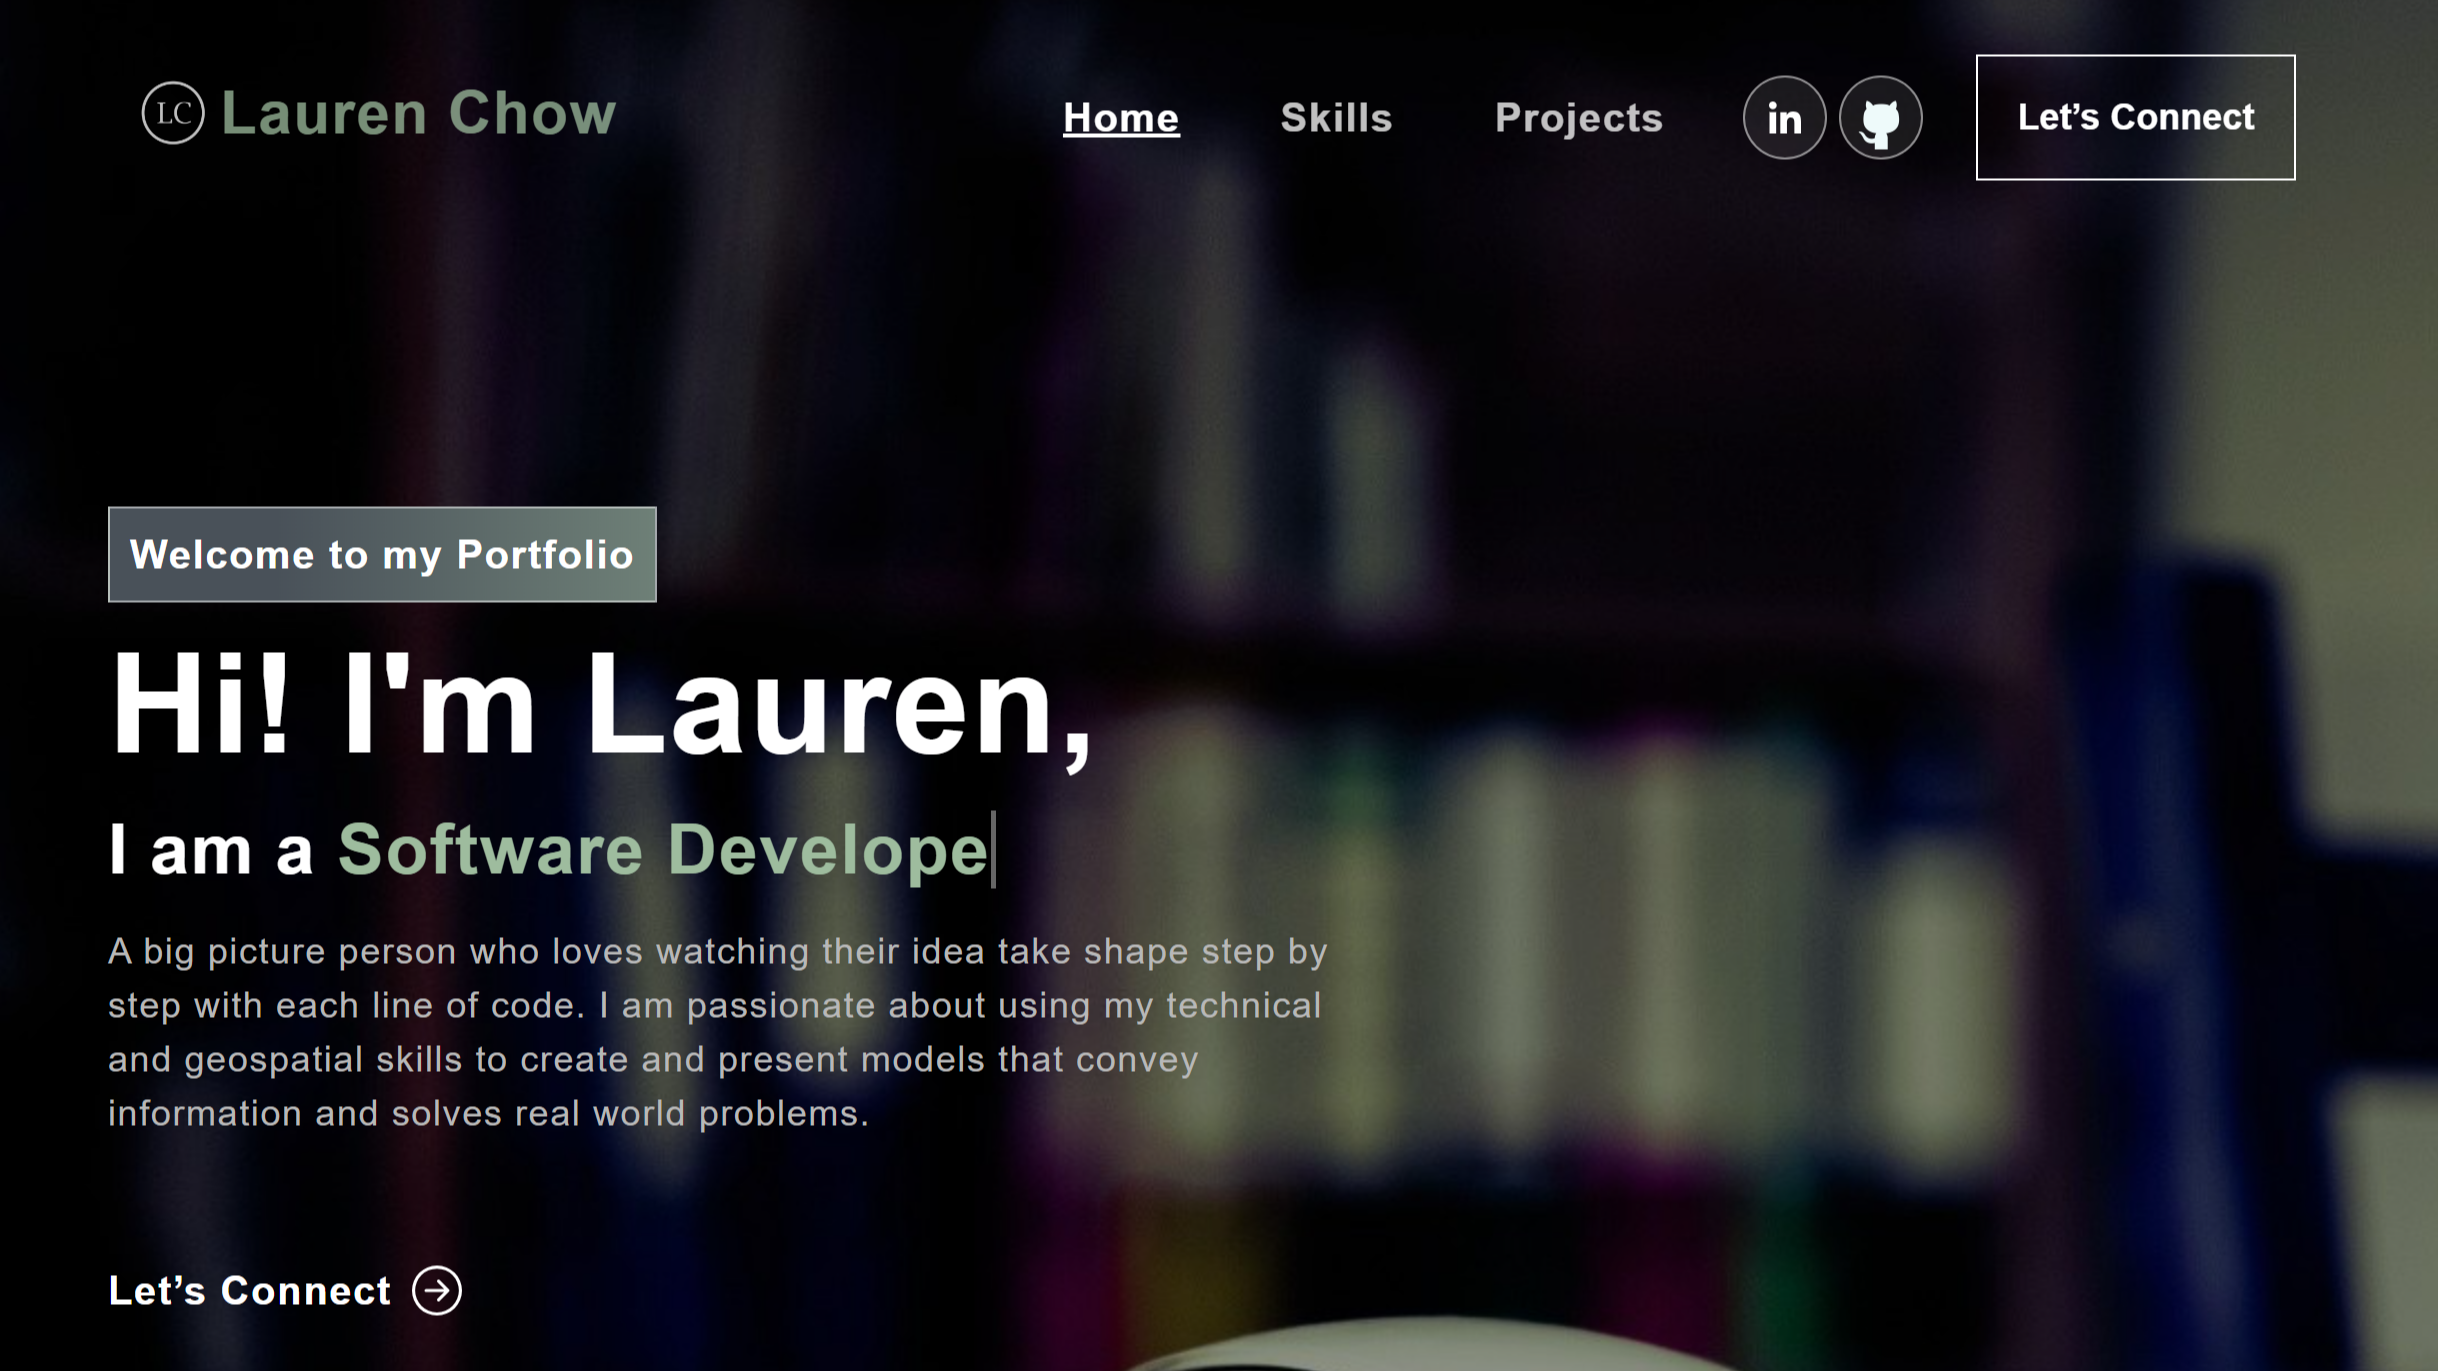 LC Lauren Chow
Home Skills Projects in Let’s Connect
Welcome to my Portfolio
Hi! I'm Lauren,
I am a Software Develope
A big picture person who loves watching their idea take shape step by
step with each line of code. I am passionate about using my technical
and geospatial skills to create and present models that convey
information and solves real world problems.
Let’s Connect